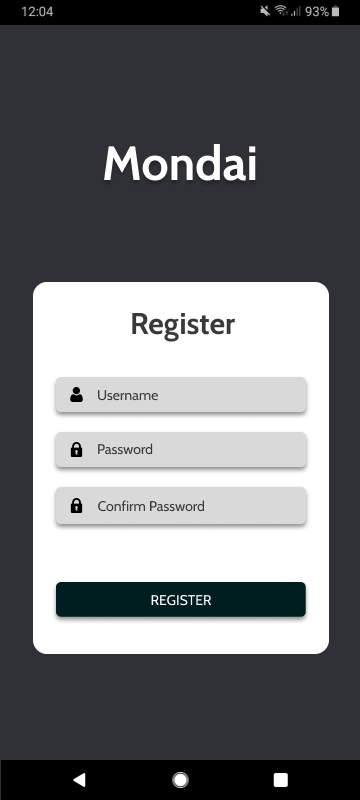 12:04
93%
Mondai
Register
Username
Password
Confirm Password
REGISTER